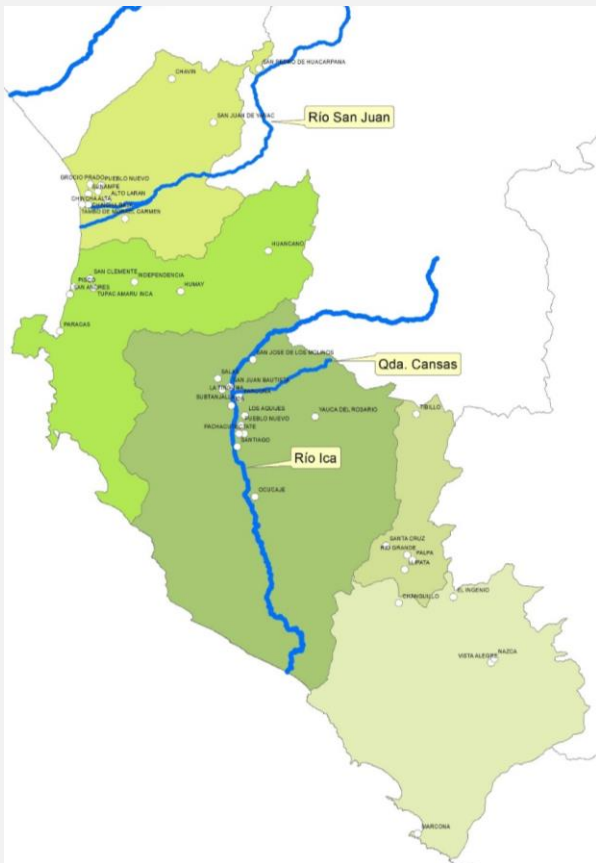 CHAVIN
SAN PEDRO DE HUACARPANA
SAN JUAN DE YANAC
Río San Juan
GROCIO PRADO
PUEBLO NUEVO
SUNAMPE
ALTO LARAN
CHINCHA ALTA
CHINCHA BAJA
TAMBO DE MORA
EL CARMEN
HUANCANO
SAN CLEMENTE
PISCO
INDEPENDENCIA
SAN ANDRES
TUPAC AMARU INCA
HUMAY
PARACAS
SAN JOSE DE LOS MOLINOS
Qda. Cansas
SALAS
SAN JUAN BAUTISTA
LA TINGUIÑA
SUBTANJALLA
ICA
LOS AQUIJES
PUEBLO NUEVO
YAUCA DEL ROSARIO
TIBILLO
PACHACUTEC
TATE
SANTIAGO
Río Ica
OCUCAJE
SANTA CRUZ
RIO GRANDE
PALPA
LLIPATA
EL INGENIO
CHANGUILLO
NAZCA
VISTA ALEGRE
MARCONA